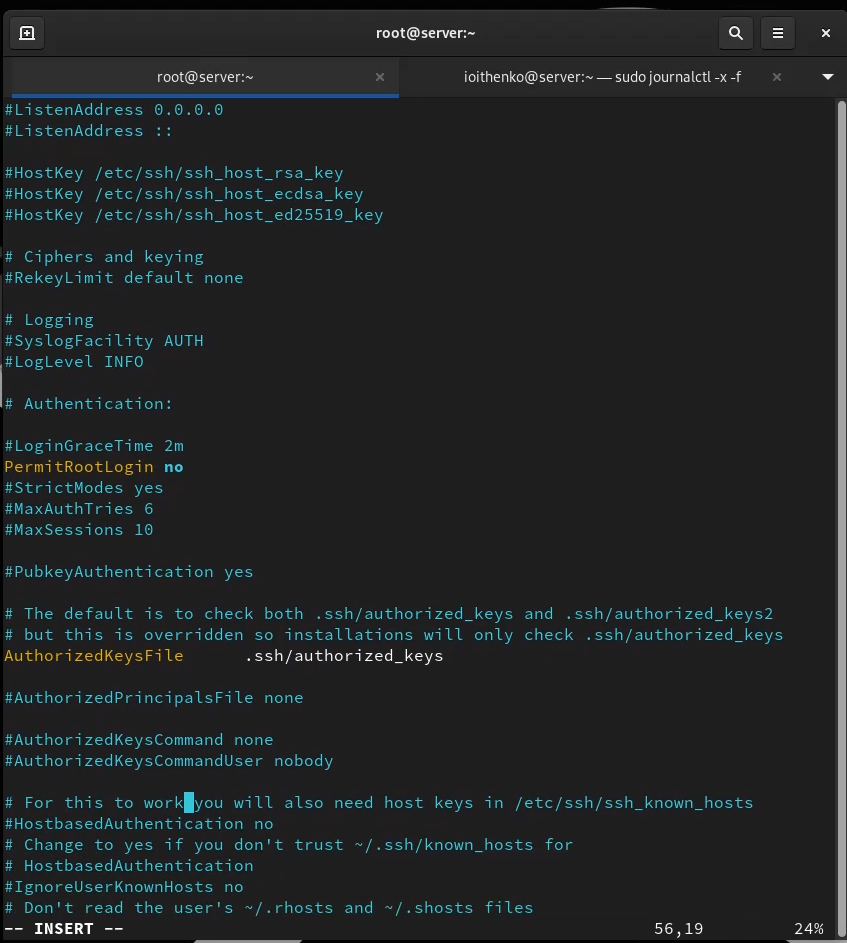 root@server:~
root@server:~
ioithenko@server:~ — sudo journalctl -x -f
#ListenAddress 0.0.0.0
#ListenAddress ::
#HostKey /etc/ssh/ssh_host_rsa_key
#HostKey /etc/ssh/ssh_host_ecdsa_key
#HostKey /etc/ssh/ssh_host_ed25519_key
# Ciphers and keying
#RekeyLimit default none
# Logging
#SyslogFacility AUTH
#LogLevel INFO
# Authentication:
#LoginGraceTime 2m
PermitRootLogin no
#StrictModes yes
#MaxAuthTries 6
#MaxSessions 10
#PubkeyAuthentication yes
# The default is to check both .ssh/authorized_keys and .ssh/authorized_keys2
# but this is overridden so installations will only check .ssh/authorized_keys
AuthorizedKeysFile      .ssh/authorized_keys
#AuthorizedPrincipalsFile none
#AuthorizedKeysCommand none
#AuthorizedKeysCommandUser nobody
# For this to work you will also need host keys in /etc/ssh/ssh_known_hosts
#HostbasedAuthentication no
# Change to yes if you don't trust ~/.ssh/known_hosts for
# HostbasedAuthentication
#IgnoreUserKnownHosts no
# Don't read the user's ~/.rhosts and ~/.shosts files
-- INSERT --                                                     56,19         24%